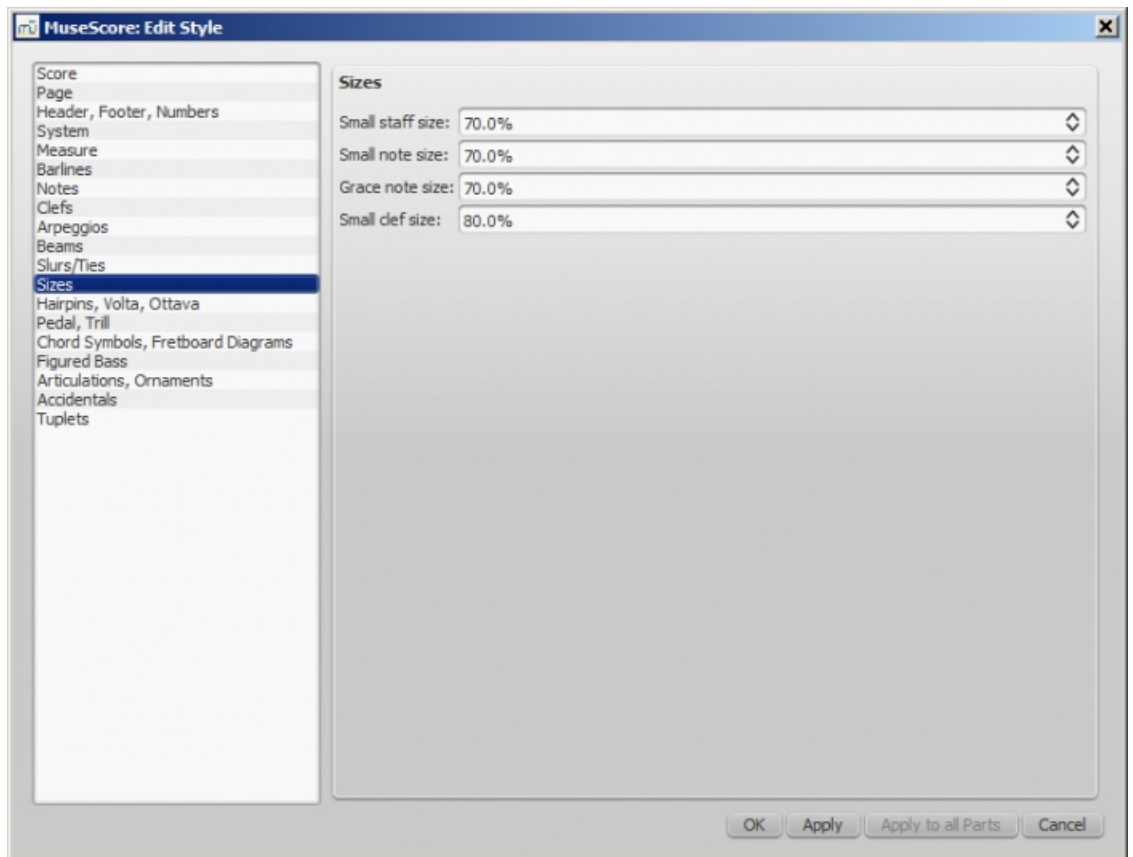 MuseScore: Edit Style
Score
Page
Header, Footer, Numbers
System
Measure
Barlines
Notes
Clefs
Arpeggios
Beams
Slurs/Ties
Sizes
Hairpins, Volta, Ottava
Pedal, Trill
Chord Symbols, Fretboard Diagrams
Figured Bass
Articulations, Ornaments
Accidentals
Tuplets
Sizes
Small staff size: 70.0%
Small note size: 70.0%
Grace note size: 70.0%
Small clef size: 80.0%
OK Apply Apply to all Parts Cancel